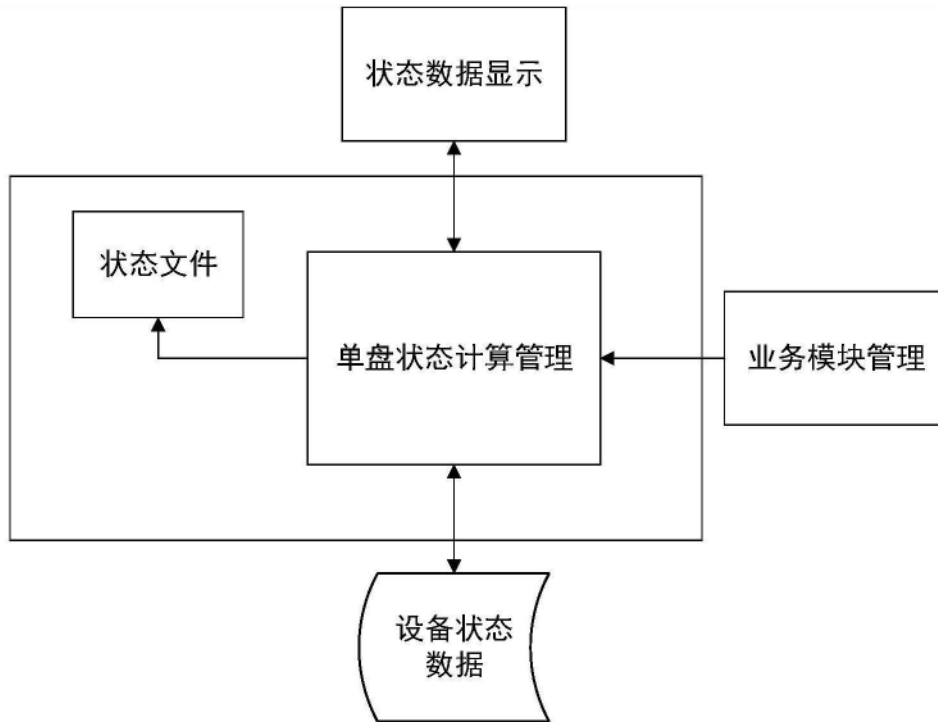 状态数据显示
状态文件
单盘状态计算管理
业务模块管理
设备状态
数据